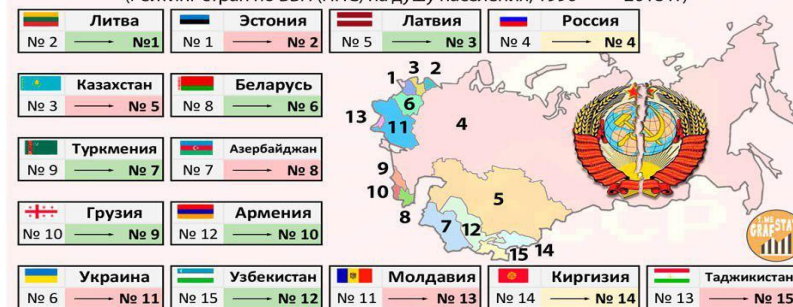 Литва Эстония Латвия Россия
№ 2 → №1 № 1 → № 2 № 5 → № 3 № 4 → № 4
Казахстан Беларусь
№ 3 → № 5 № 8 → № 6
Туркмения Азербайджан
№ 9 → № 7 № 7 → № 8
Грузия Армения
№ 10 → № 9 № 12 → № 10
Украина Узбекистан Молдавия Киргизия Таджикистан
№ 6 → № 11 № 15 → № 12 № 11 → № 13 № 14 → № 14 № 13 → № 15
1 3 2
6
13 11 4
9
10 5
8 7 12
15 14
СССР
T.ME
GRAFSTAT